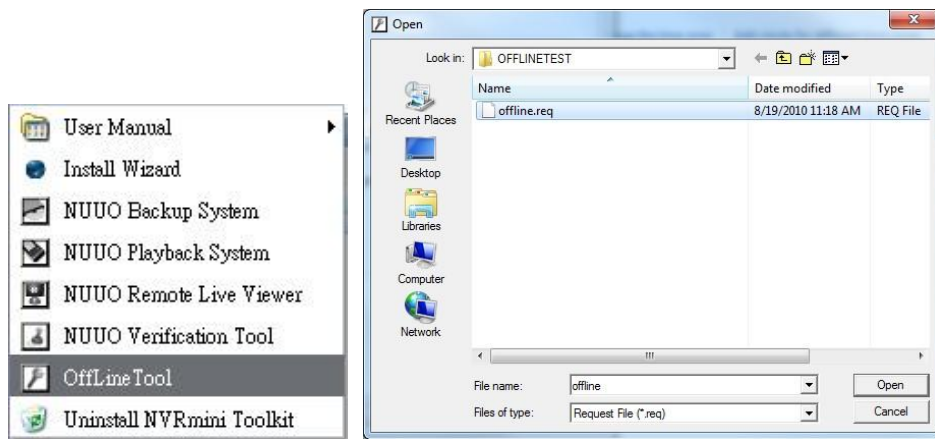 User Manual
Install Wizard
NUUO Backup System
NUUO Playback System
NUUO Remote Live Viewer
NUUO Verification Tool
OffLineTool
Uninstall NVRmini Toolkit
Open
Look in: OFFLINETEST
Name Date modified Type
offline.req 8/19/2010 11:18 AM REQ File
Recent Places
Desktop
Libraries
Computer
Network
File name: offline Open
Files of type: Request File (*.req) Cancel